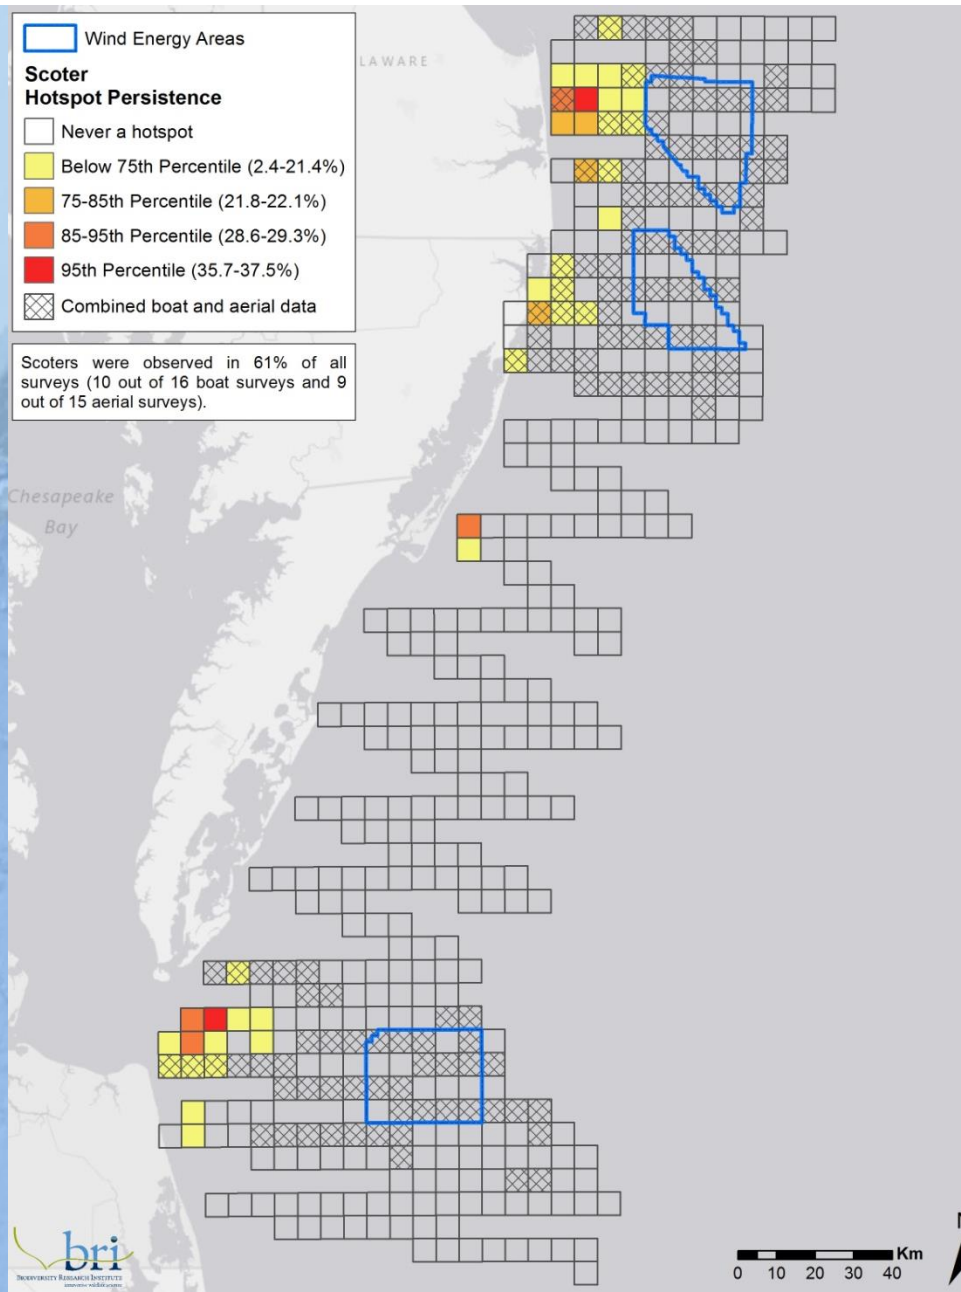 Wind Energy Areas
Scoter
Hotspot Persistence
Never a hotspot
Below 75th Percentile (2.4-21.4%)
75-85th Percentile (21.8-22.1%)
85-95th Percentile (28.6-29.3%)
95th Percentile (35.7-37.5%)
Combined boat and aerial data
Scoters were observed in 61% of all
surveys (10 out of 16 boat surveys and 9
out of 15 aerial surveys).
LAWARE
Chesapeake
Bay
bri
BIODIVERSITY RESEARCH INSTITUTE
Km
0 10 20 30 40
N